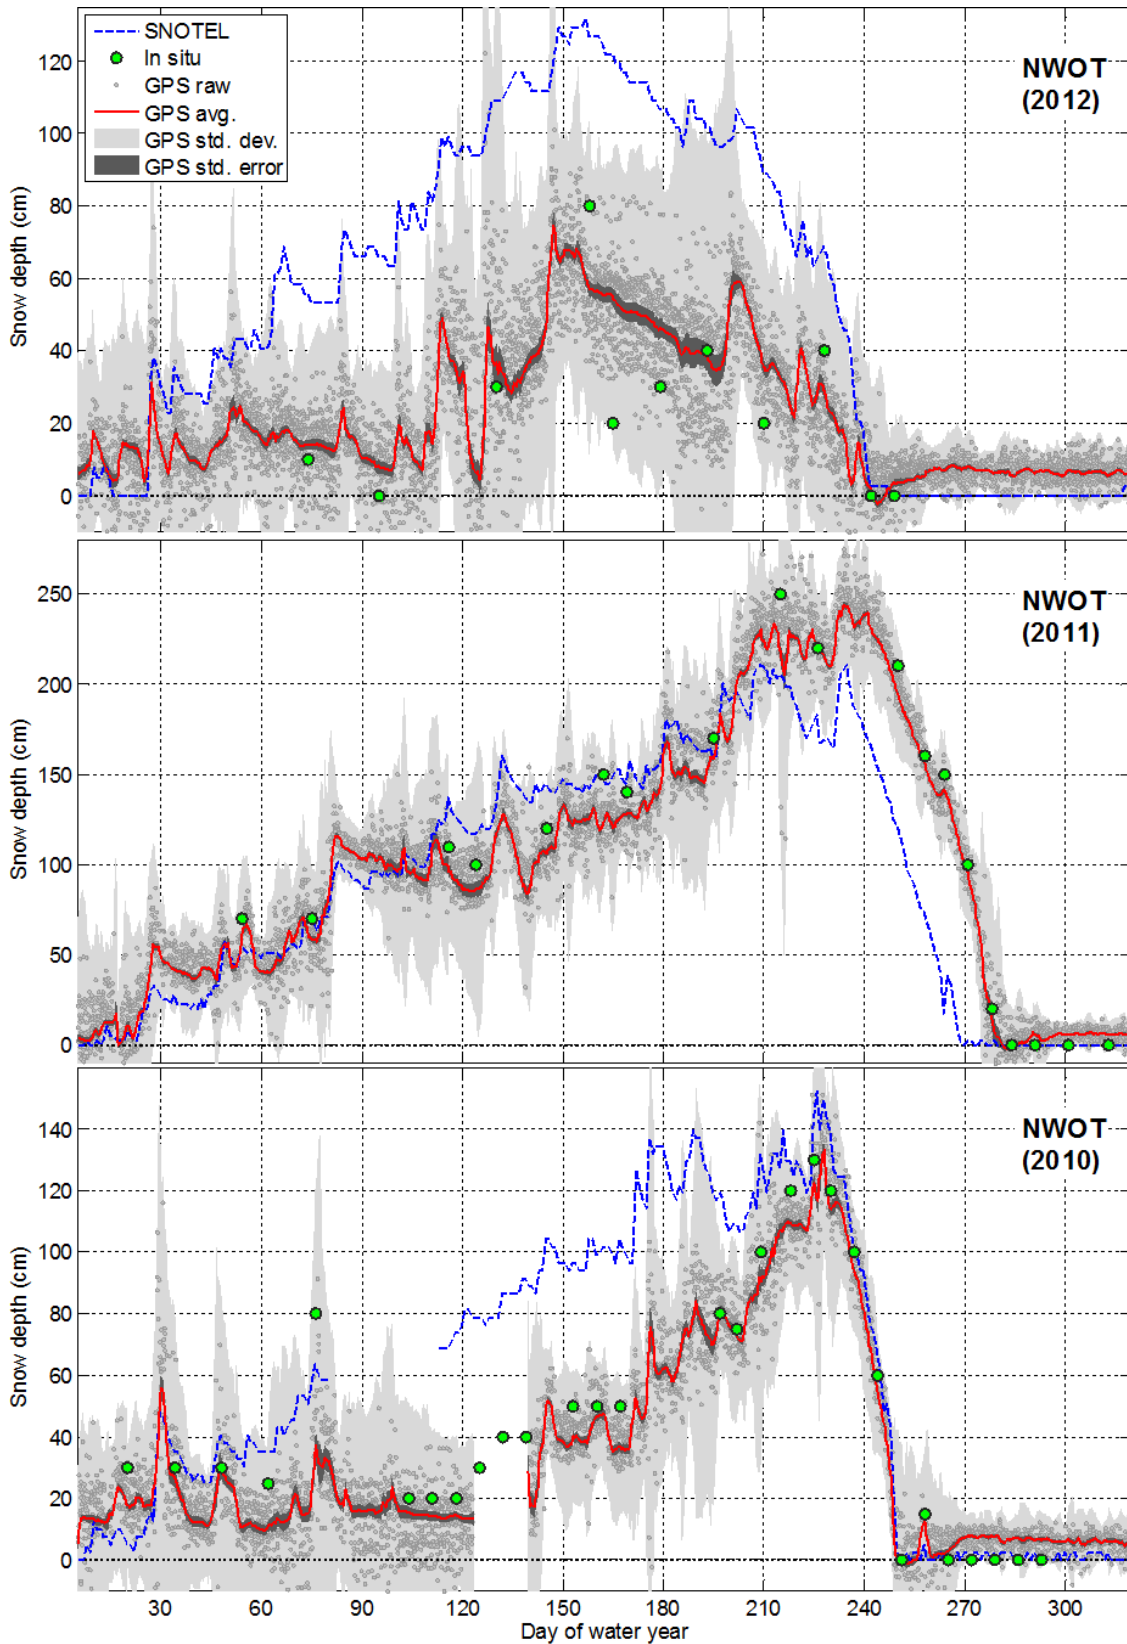 SNOTEL
In situ
GPS raw
GPS avg.
GPS std. dev.
GPS std. error
NWOT
(2012)
Snow depth (cm)
120
100
80
60
40
20
0
NWOT
(2011)
Snow depth (cm)
250
200
150
100
50
0
NWOT
(2010)
Snow depth (cm)
140
120
100
80
60
40
20
0
30 60 90 120 150 180 210 240 270 300
Day of water year